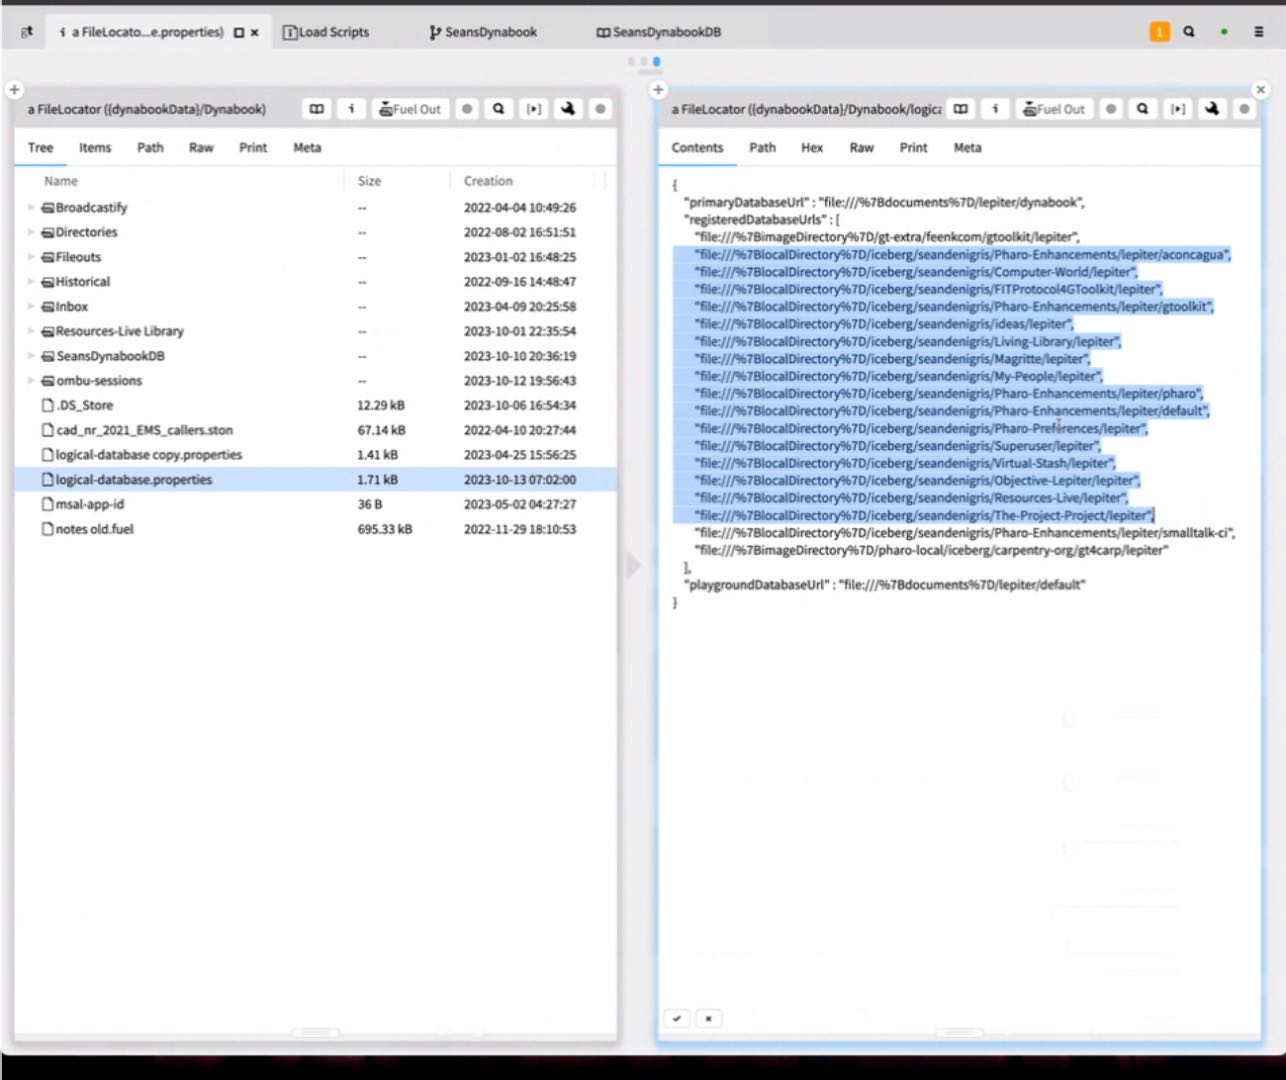 gt
a FileLocato...e.properties)
Load Scripts
SeansDynabook
SeansDynabookDB
1
a FileLocator ({dynabookData}/Dynabook)
i
Fuel Out
Tree Items Path Raw Print Meta
Name Size Creation
Broadcastify -- 2022-04-04 10:49:26
Directories -- 2022-08-02 16:51:51
Fileouts -- 2023-01-02 16:48:25
Historical -- 2022-09-16 14:48:47
Inbox -- 2023-04-09 20:25:58
Resources-Live Library -- 2023-10-01 22:35:54
SeansDynabookDB -- 2023-10-10 20:36:19
ombu-sessions -- 2023-10-12 19:56:43
.DS_Store 12.29 kB 2023-10-06 16:54:34
cad_nr_2021_EMS_callers.ston 67.14 kB 2022-04-10 20:27:44
logical-database copy.properties 1.41 kB 2023-04-25 15:56:25
logical-database.properties 1.71 kB 2023-10-13 07:02:00
msal-app-id 36 B 2023-05-02 04:27:27
notes old.fuel 695.33 kB 2022-11-29 18:10:53
a FileLocator ({dynabookData}/Dynabook/logica
i
Fuel Out
Contents Path Hex Raw Print Meta
{
"primaryDatabaseUrl" : "file:///%7Bdocuments%7D/lepiter/dynabook",
"registeredDatabaseUrls" : [
"file:///%7BimageDirectory%7D/gt-extra/feenkcom/gtoolkit/lepiter",
"file:///%7BlocalDirectory%7D/iceberg/seandenigris/Pharo-Enhancements/lepiter/aconcagua",
"file:///%7BlocalDirectory%7D/iceberg/seandenigris/Computer-World/lepiter",
"file:///%7BlocalDirectory%7D/iceberg/seandenigris/FITProtocol4GToolkit/lepiter",
"file:///%7BlocalDirectory%7D/iceberg/seandenigris/Pharo-Enhancements/lepiter/gtoolkit",
"file:///%7BlocalDirectory%7D/iceberg/seandenigris/ideas/lepiter",
"file:///%7BlocalDirectory%7D/iceberg/seandenigris/Living-Library/lepiter",
"file:///%7BlocalDirectory%7D/iceberg/seandenigris/Magritte/lepiter",
"file:///%7BlocalDirectory%7D/iceberg/seandenigris/My-People/lepiter",
"file:///%7BlocalDirectory%7D/iceberg/seandenigris/Pharo-Enhancements/lepiter/pharo",
"file:///%7BlocalDirectory%7D/iceberg/seandenigris/Pharo-Enhancements/lepiter/default",
"file:///%7BlocalDirectory%7D/iceberg/seandenigris/Pharo-Preferences/lepiter",
"file:///%7BlocalDirectory%7D/iceberg/seandenigris/Superuser/lepiter",
"file:///%7BlocalDirectory%7D/iceberg/seandenigris/Virtual-Stash/lepiter",
"file:///%7BlocalDirectory%7D/iceberg/seandenigris/Objective-Lepiter/lepiter",
"file:///%7BlocalDirectory%7D/iceberg/seandenigris/Resources-Live/lepiter",
"file:///%7BlocalDirectory%7D/iceberg/seandenigris/The-Project-Project/lepiter",
"file:///%7BlocalDirectory%7D/iceberg/seandenigris/Pharo-Enhancements/lepiter/smalltalk-ci",
"file:///%7BimageDirectory%7D/pharo-local/iceberg/carpentry-org/gt4carp/lepiter"
],
"playgroundDatabaseUrl" : "file:///%7Bdocuments%7D/lepiter/default"
}